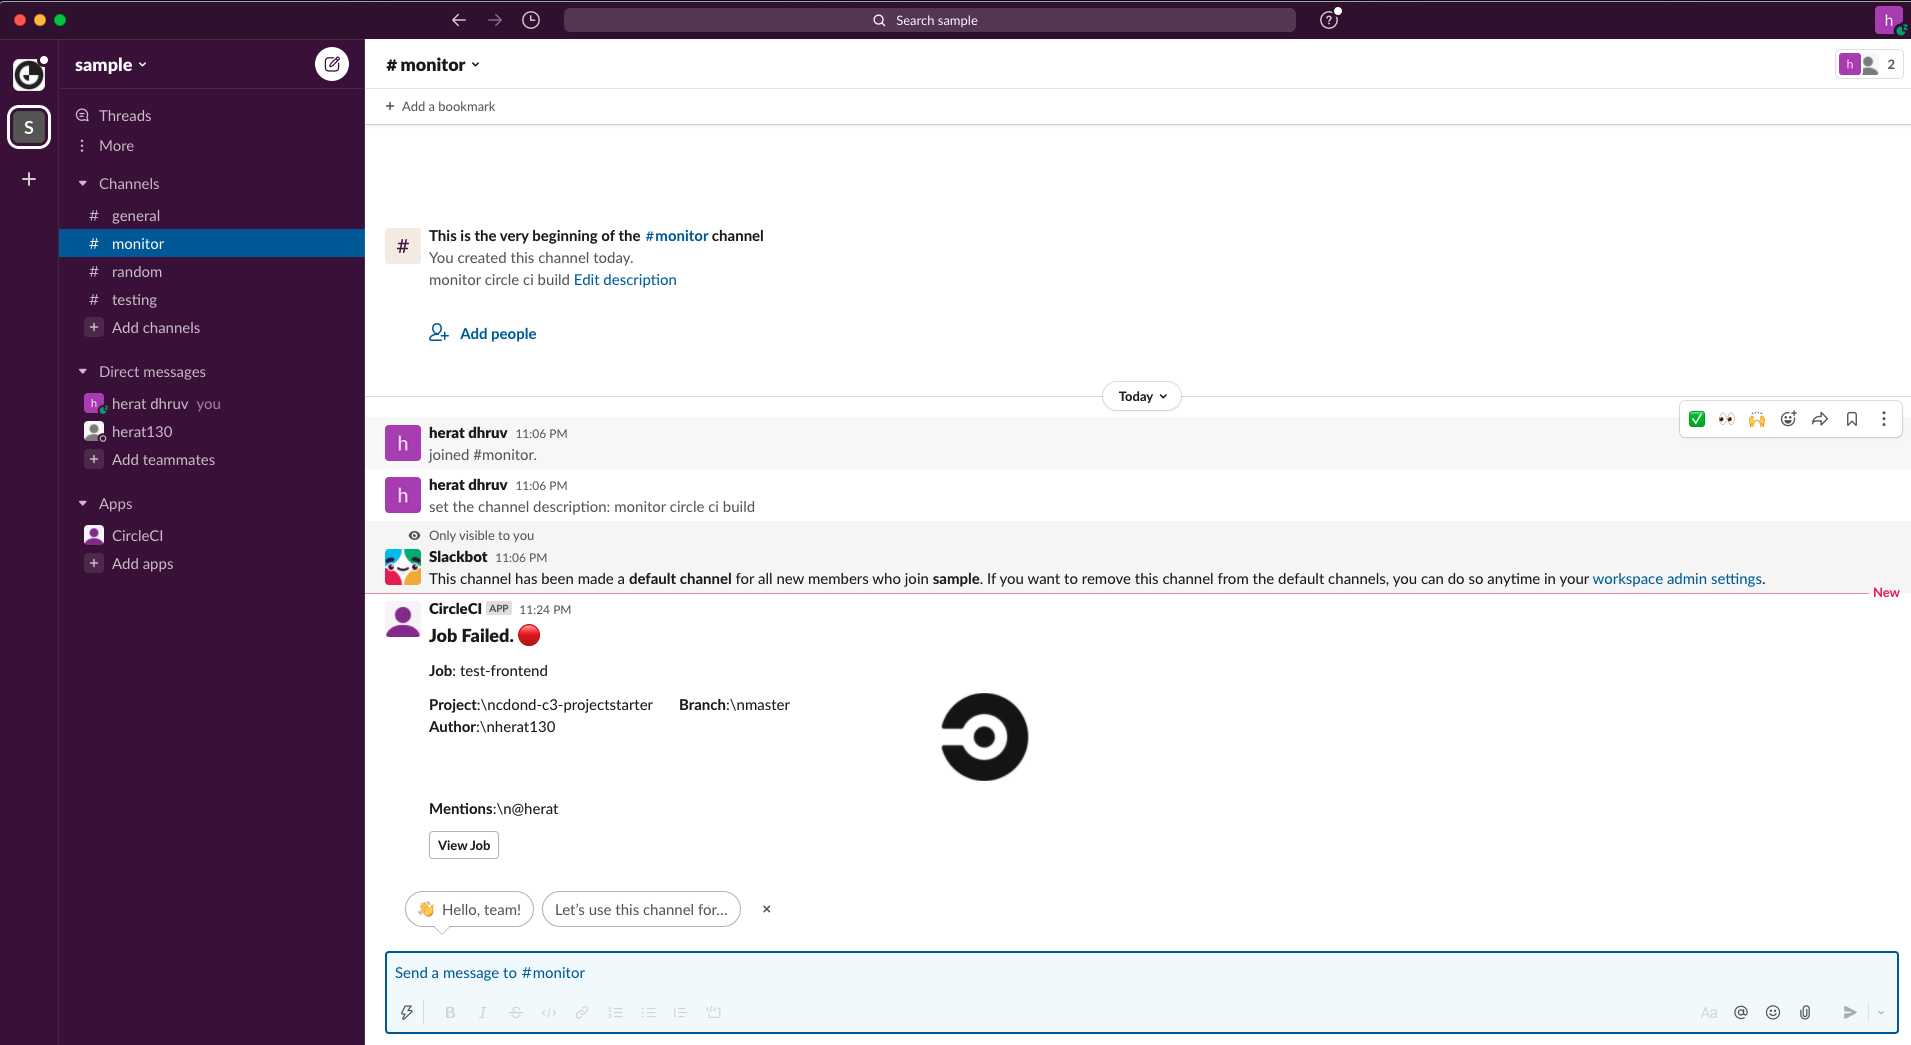 Search sample
h
sample
S
Threads
More
Channels
# general
# monitor
# random
# testing
+ Add channels
Direct messages
h herat dhruv you
herat130
+ Add teammates
Apps
CircleCI
+ Add apps
# monitor
h 2
+ Add a bookmark
# This is the very beginning of the #monitor channel
You created this channel today.
monitor circle ci build Edit description
Add people
Today
h herat dhruv 11:06 PM
joined #monitor.
h herat dhruv 11:06 PM
set the channel description: monitor circle ci build
Only visible to you
Slackbot 11:06 PM
This channel has been made a default channel for all new members who join sample. If you want to remove this channel from the default channels, you can do so anytime in your workspace admin settings.
New
CircleCI APP 11:24 PM
Job Failed.
Job: test-frontend
Project:\ncdond-c3-projectstarter Branch:\nmaster
Author:\nherat130
Mentions:\n@herat
View Job
Hello, team! Let's use this channel for...
Send a message to #monitor
B I S </> Aa @